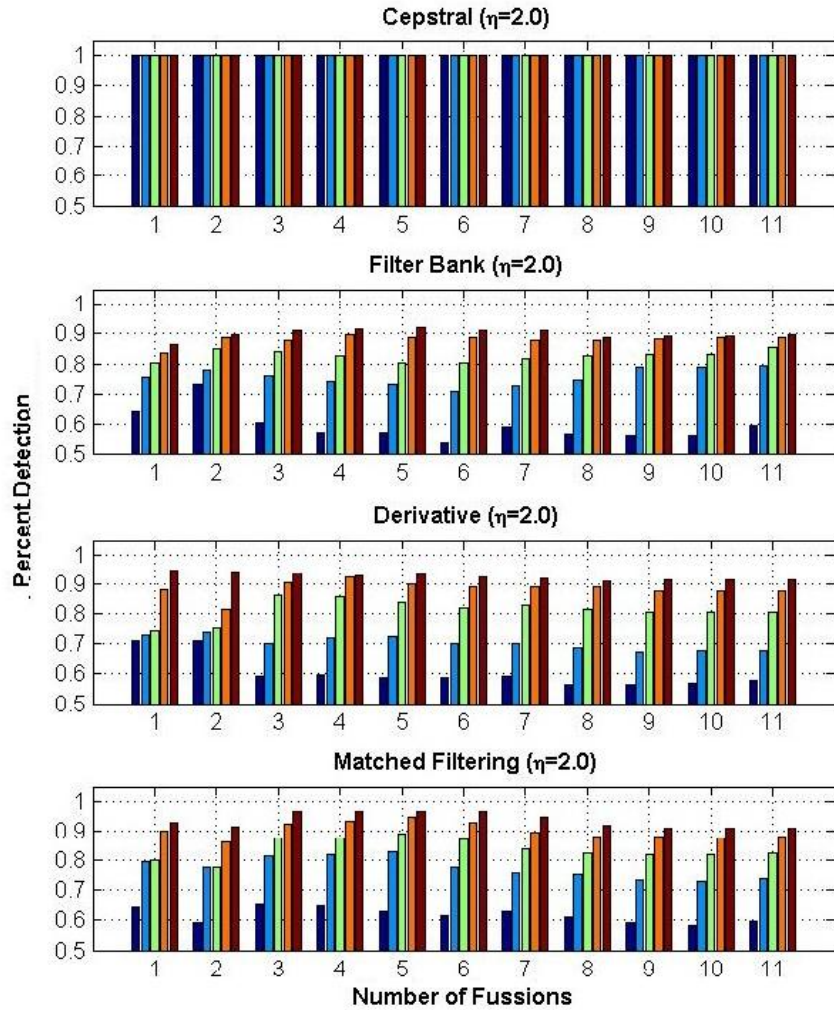 Cepstral (η=2.0)
1
0.9
0.8
0.7
0.6
0.5
1 2 3 4 5 6 7 8 9 10 11
Filter Bank (η=2.0)
1
0.9
0.8
0.7
0.6
0.5
1 2 3 4 5 6 7 8 9 10 11
Percent Detection
Derivative (η=2.0)
1
0.9
0.8
0.7
0.6
0.5
1 2 3 4 5 6 7 8 9 10 11
Matched Filtering (η=2.0)
1
0.9
0.8
0.7
0.6
0.5
1 2 3 4 5 6 7 8 9 10 11
Number of Fussions